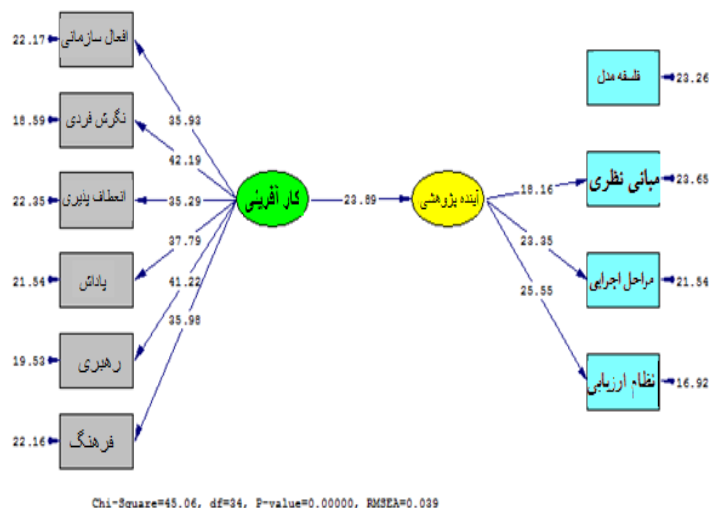 22.17
افعال سازمانی
18.59
نگرش فردی
22.35
انعطاف پذیری
21.54
پاداش
19.53
رهبری
22.16
فرهنگ
35.93
42.19
35.29
37.79
41.22
35.98
کار آفرینی
23.89
آینده پژوهشی
18.16
23.35
25.55
فلسفه مدل
23.26
مبانی نظری
23.65
مراحل اجرایی
21.54
نظام ارزیابی
16.92
Chi-Square=45.06, df=34, P-value=0.00000, RMSEA=0.039